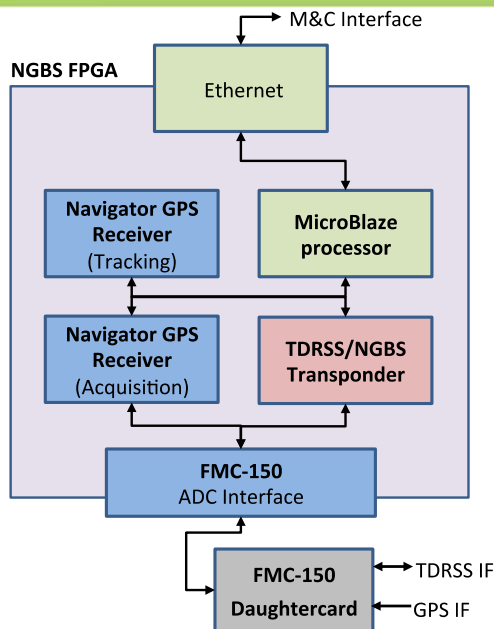 M&C Interface
NGBS FPGA
Ethernet
Navigator GPS
Receiver
(Tracking)
MicroBlaze
processor
Navigator GPS
Receiver
(Acquisition)
TDRSS/NGBS
Transponder
FMC-150
ADC Interface
FMC-150
Daughtercard
TDRSS IF
GPS IF